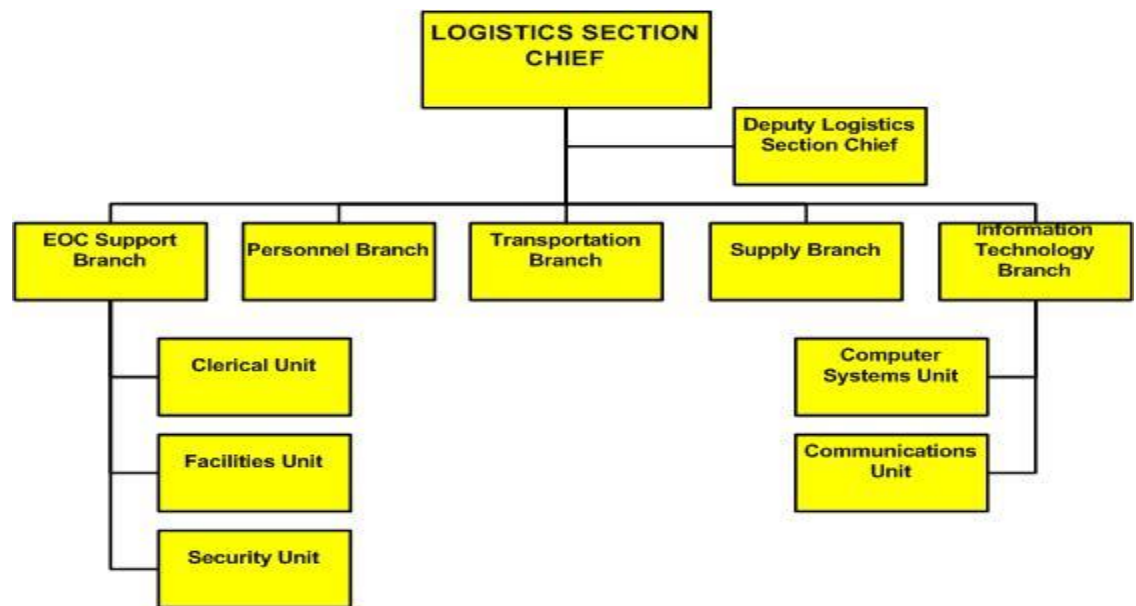 LOGISTICS SECTION
CHIEF
Deputy Logistics
Section Chief
EOC Support
Branch
Personnel Branch
Transportation
Branch
Supply Branch
Information
Technology
Branch
Clerical Unit
Facilities Unit
Security Unit
Computer
Systems Unit
Communications
Unit